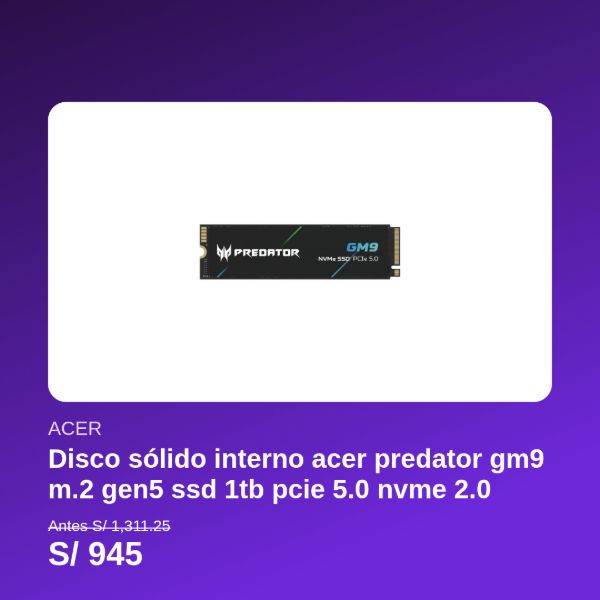 PREDATOR
GM9
NVMe SSD PCIe 5.0
ACER
Disco sólido interno acer predator gm9
m.2 gen5 ssd 1tb pcie 5.0 nvme 2.0
Antes S/ 1,311.25
S/ 945